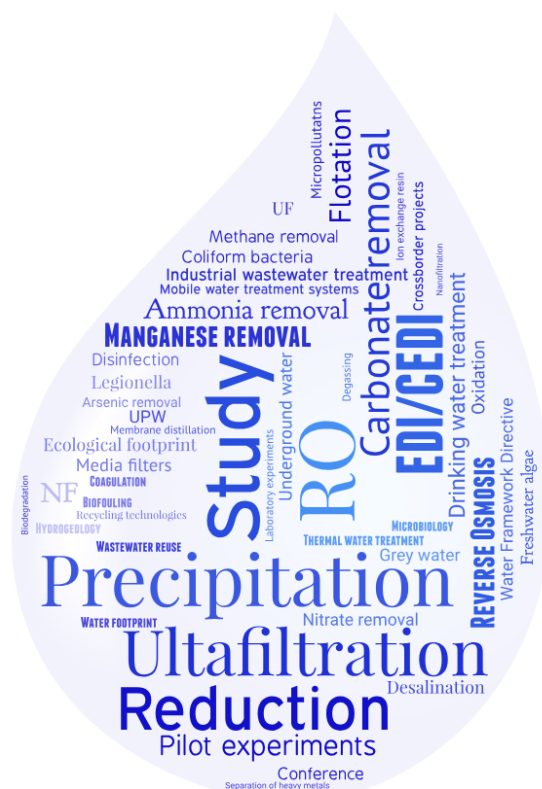 Micropollutatns
Flotation
UF
Carbonate removal
Ion exchange resin
Crossborder projects
Nanofiltration
Methane removal
Coliform bacteria
Industrial wastewater treatment
Mobile water treatment systems
Ammonia removal
MANGANESE REMOVAL
EDI/CEDI
Drinking water treatment
Oxidation
Disinfection
Legionella
Arsenic removal
UPW
Membrane distillation
Ecological footprint
Media filters
Study
Laboratory experiments
Underground water
Degassing
RO
COAGULATION
NF
BIOFOULING
Recycling technologies
Biodegradation
HYDROGEOLOGY
WASTEWATER REUSE
MICROBIOLOGY
THERMAL WATER TREATMENT
Grey water
REVERSE OSMOSIS
Water Framework Directive
Freshwater algae
Precipitation
WATER FOOTPRINT
Nitrate removal
Ultafiltration
Desalination
Reduction
Pilot experiments
Conference
Separation of heavy metals